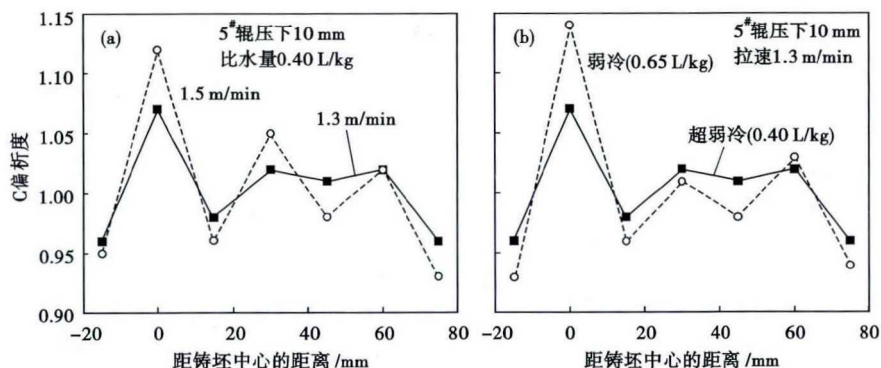 1.15
1.10
1.05
1.00
0.95
0.90
C偏析度
(a)
5#辊压下10 mm
比水量0.40 L/kg
1.5 m/min
1.3 m/min
-20
0
20
40
60
80
距铸坯中心的距离/mm
(b)
5#辊压下10 mm
拉速1.3 m/min
弱冷(0.65 L/kg)
超弱冷(0.40 L/kg)
-20
0
20
40
60
80
距铸坯中心的距离/mm